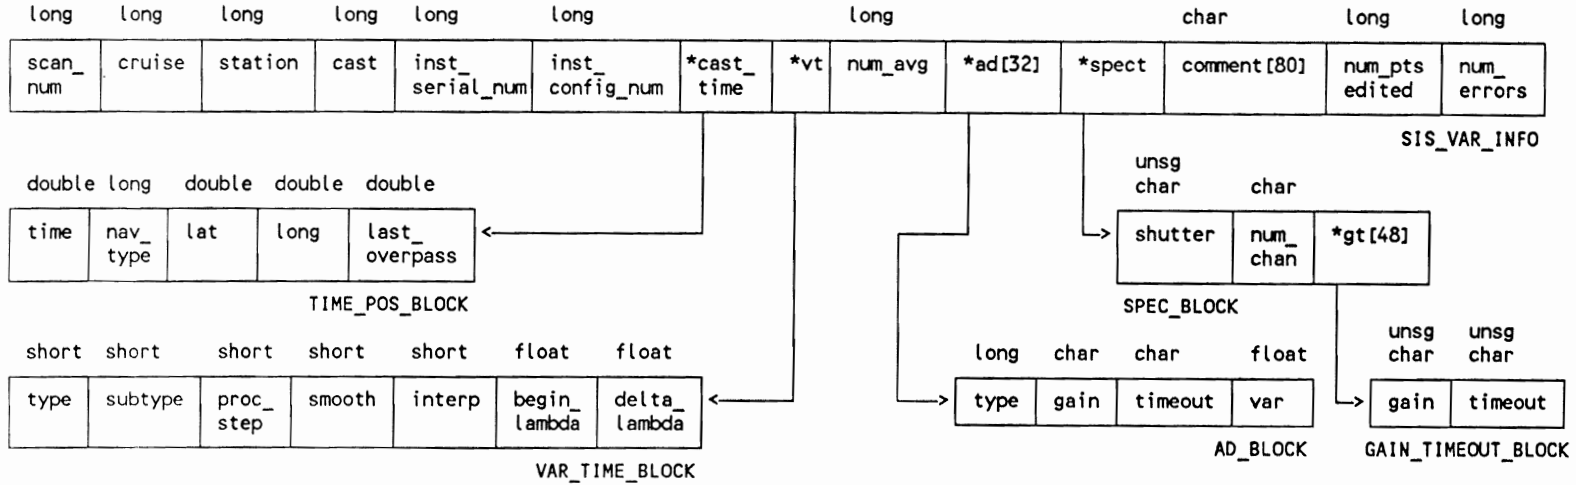 long long long long long long long char long long
scan_ cruise station cast inst_ inst_ *cast_ *vt num_avg *ad[32] *spect comment[80] num_pts num_
num serial_num config_num time edited errors
SIS_VAR_INFO
unsg
char char
double long double double double
time nav_ lat long last_
type overpass
TIME_POS_BLOCK
shutter num_ *gt[48]
chan
SPEC_BLOCK
short short short short short float float
type subtype proc_ smooth interp begin_ delta_
step lambda lambda
VAR_TIME_BLOCK
long char char float
type gain timeout var
AD_BLOCK
unsg unsg
char char
gain timeout
GAIN_TIMEOUT_BLOCK